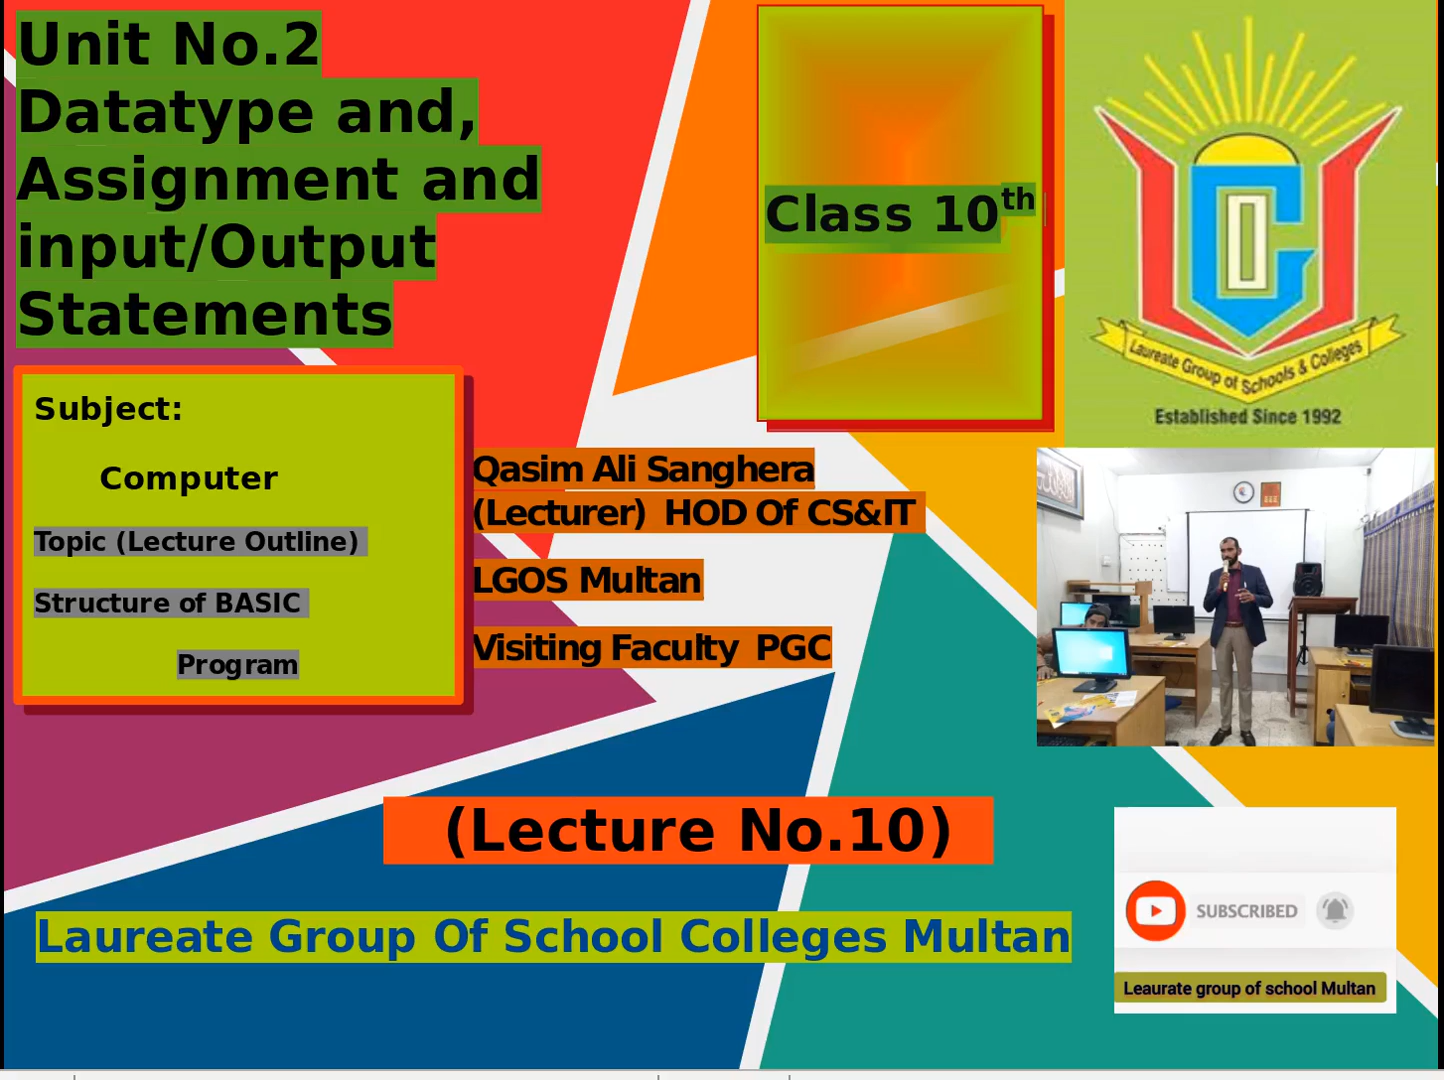 Unit No.2
Datatype and,
Assignment and
input/Output
Statements
Class 10th
Laureate Group of Schools & Colleges
Established Since 1992
Subject:
Computer
Topic (Lecture Outline)
Structure of BASIC
Program
Qasim Ali Sanghera
(Lecturer) HOD Of CS&IT
LGOS Multan
Visiting Faculty PGC
(Lecture No.10)
Laureate Group Of School Colleges Multan
SUBSCRIBED
Leaurate group of school Multan